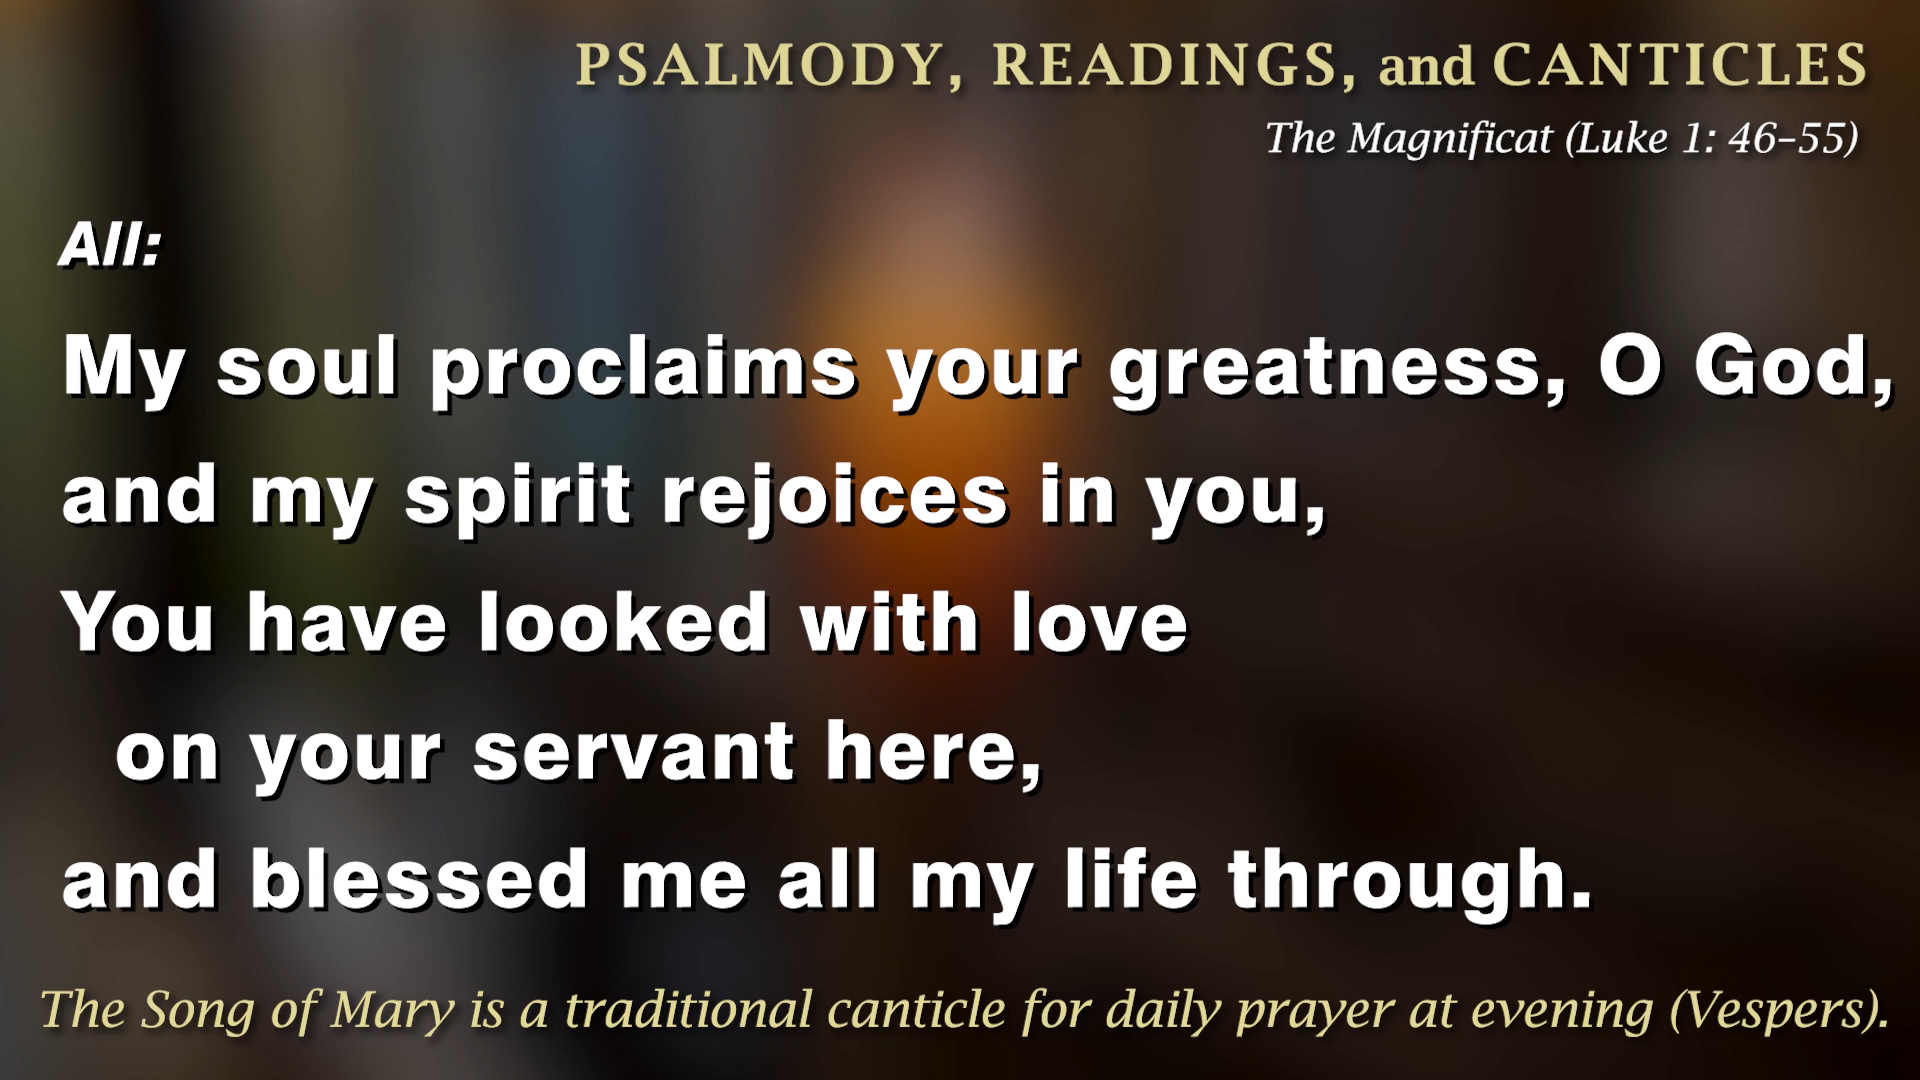 PSALMODY, READINGS, and CANTICLES
The Magnificat (Luke 1: 46–55)
All:
My soul proclaims your greatness, O God,
and my spirit rejoices in you,
You have looked with love
on your servant here,
and blessed me all my life through.
The Song of Mary is a traditional canticle for daily prayer at evening (Vespers).